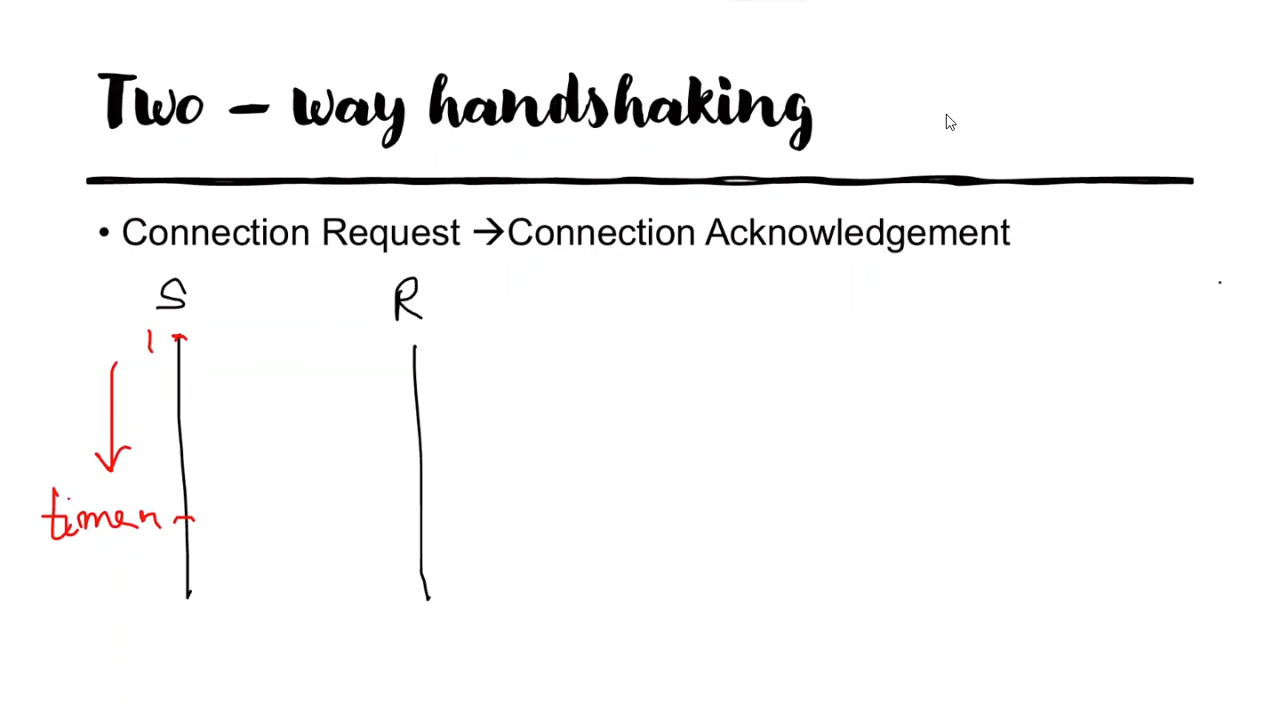 Two – way handshaking
• Connection Request →Connection Acknowledgement
S R
1
timer